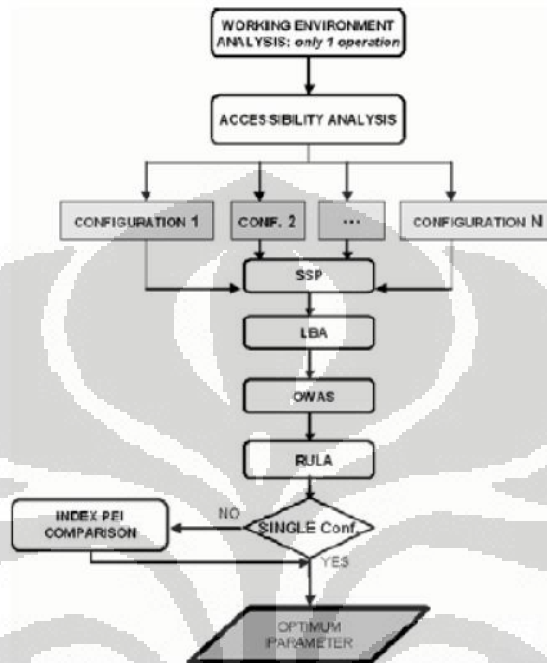 WORKING ENVIRONMENT
ANALYSIS: only 1 operation
ACCESSIBILITY ANALYSIS
CONFIGURATION 1
CONF. 2
...
CONFIGURATION N
SSP
LBA
OWAS
RULA
SINGLE Conf.
NO
INDEX PEI
COMPARISON
YES
OPTIMUM
PARAMETER